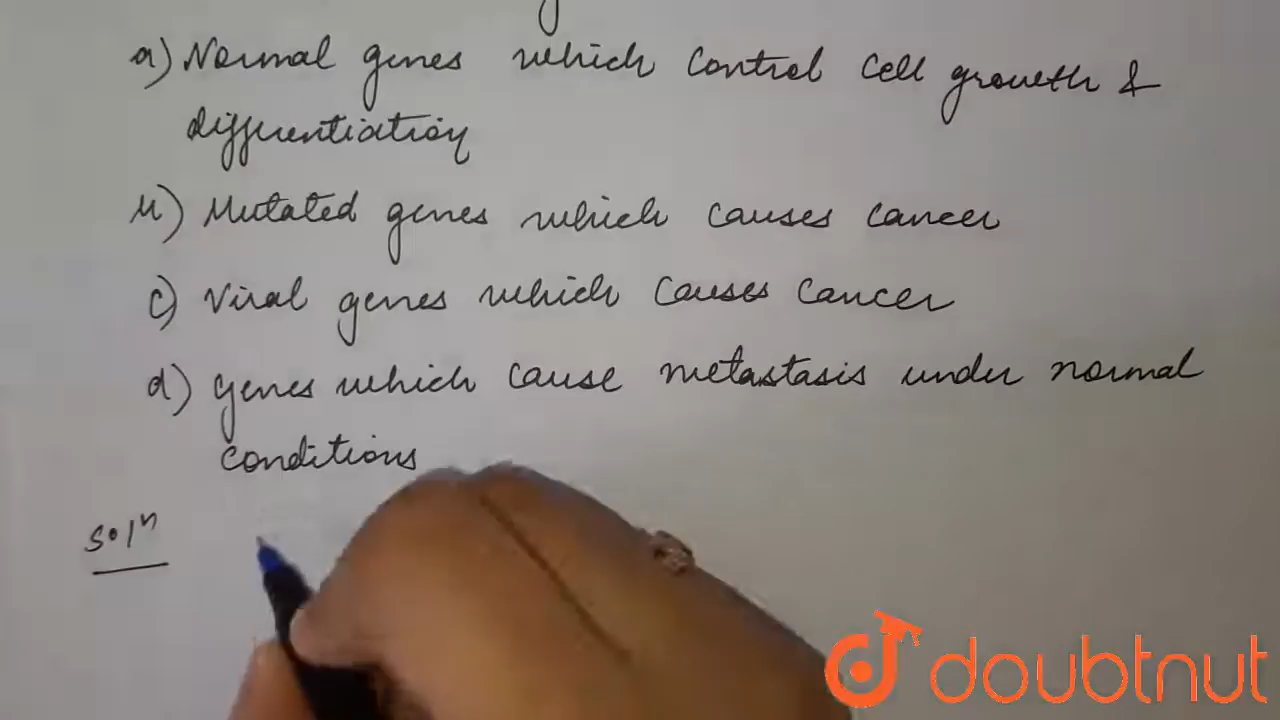 a) Normal genes which control cell growth &
differentiation
b) Mutated genes which causes cancer
c) Viral genes which causes cancer
d) genes which cause metastasis under normal
conditions
Solⁿ
doubtnut